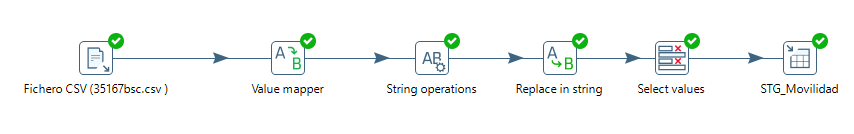 Fichero CSV (35167bsc.csv )
Value mapper
String operations
Replace in string
Select values
STG_Movilidad